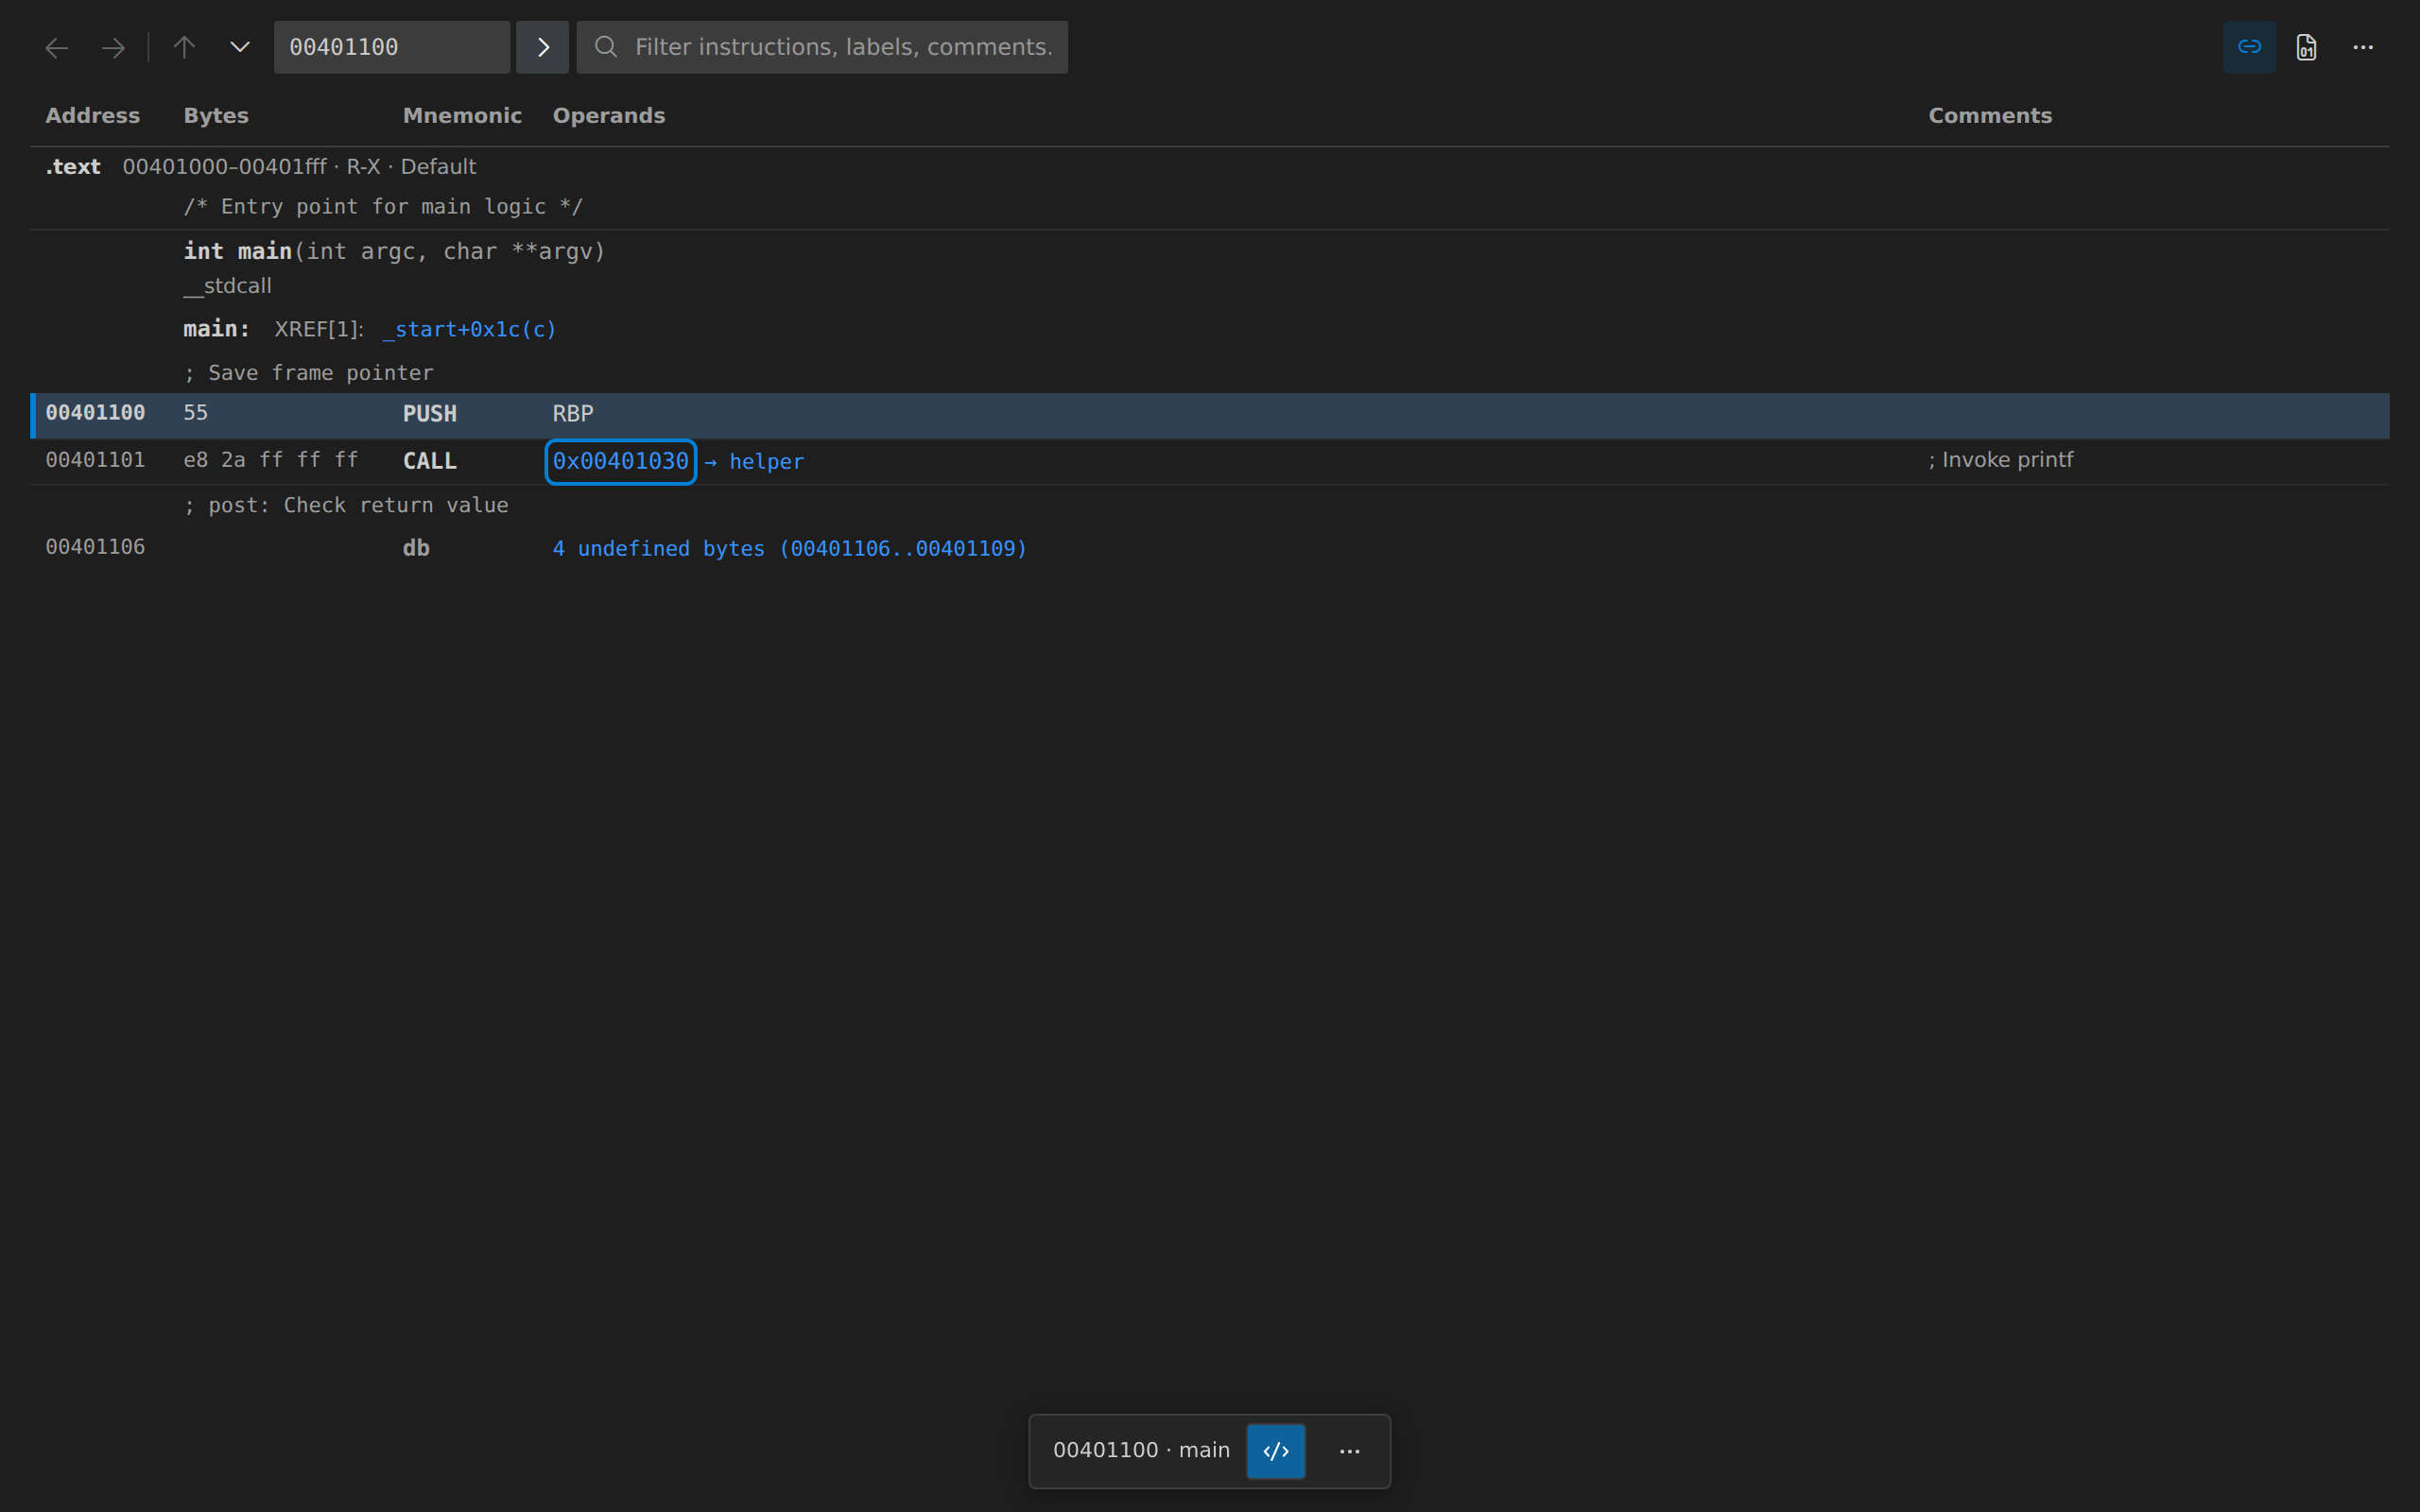 00401100 Filter instructions, labels, comments. 01
Address Bytes Mnemonic Operands Comments
.text 00401000–00401fff · R-X · Default
/* Entry point for main logic */
int main(int argc, char **argv)
__stdcall
main: XREF[1]: _start+0x1c(c)
; Save frame pointer
00401100 55 PUSH RBP
00401101 e8 2a ff ff ff CALL 0x00401030 → helper ; Invoke printf
; post: Check return value
00401106 db 4 undefined bytes (00401106..00401109)
00401100 · main </>